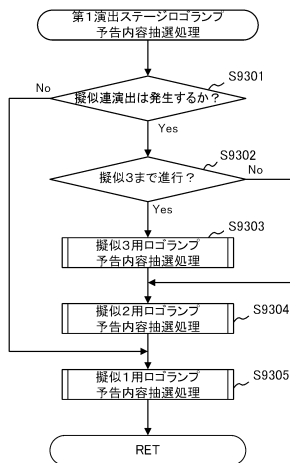 第1演出ステージロゴランプ
予告内容抽選処理
S9301
No
擬似連演出は発生するか？
Yes
S9302
擬似3まで進行？
No
Yes
S9303
擬似3用ロゴランプ
予告内容抽選処理
S9304
擬似2用ロゴランプ
予告内容抽選処理
S9305
擬似1用ロゴランプ
予告内容抽選処理
RET